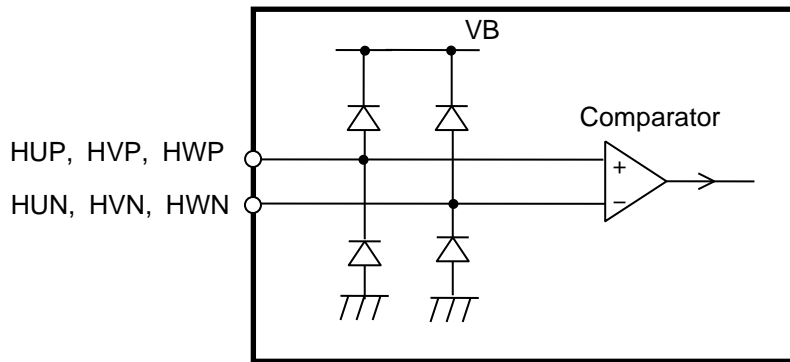 VB
Comparator
HUP, HVP, HWP
+
HUN, HVN, HWN
−